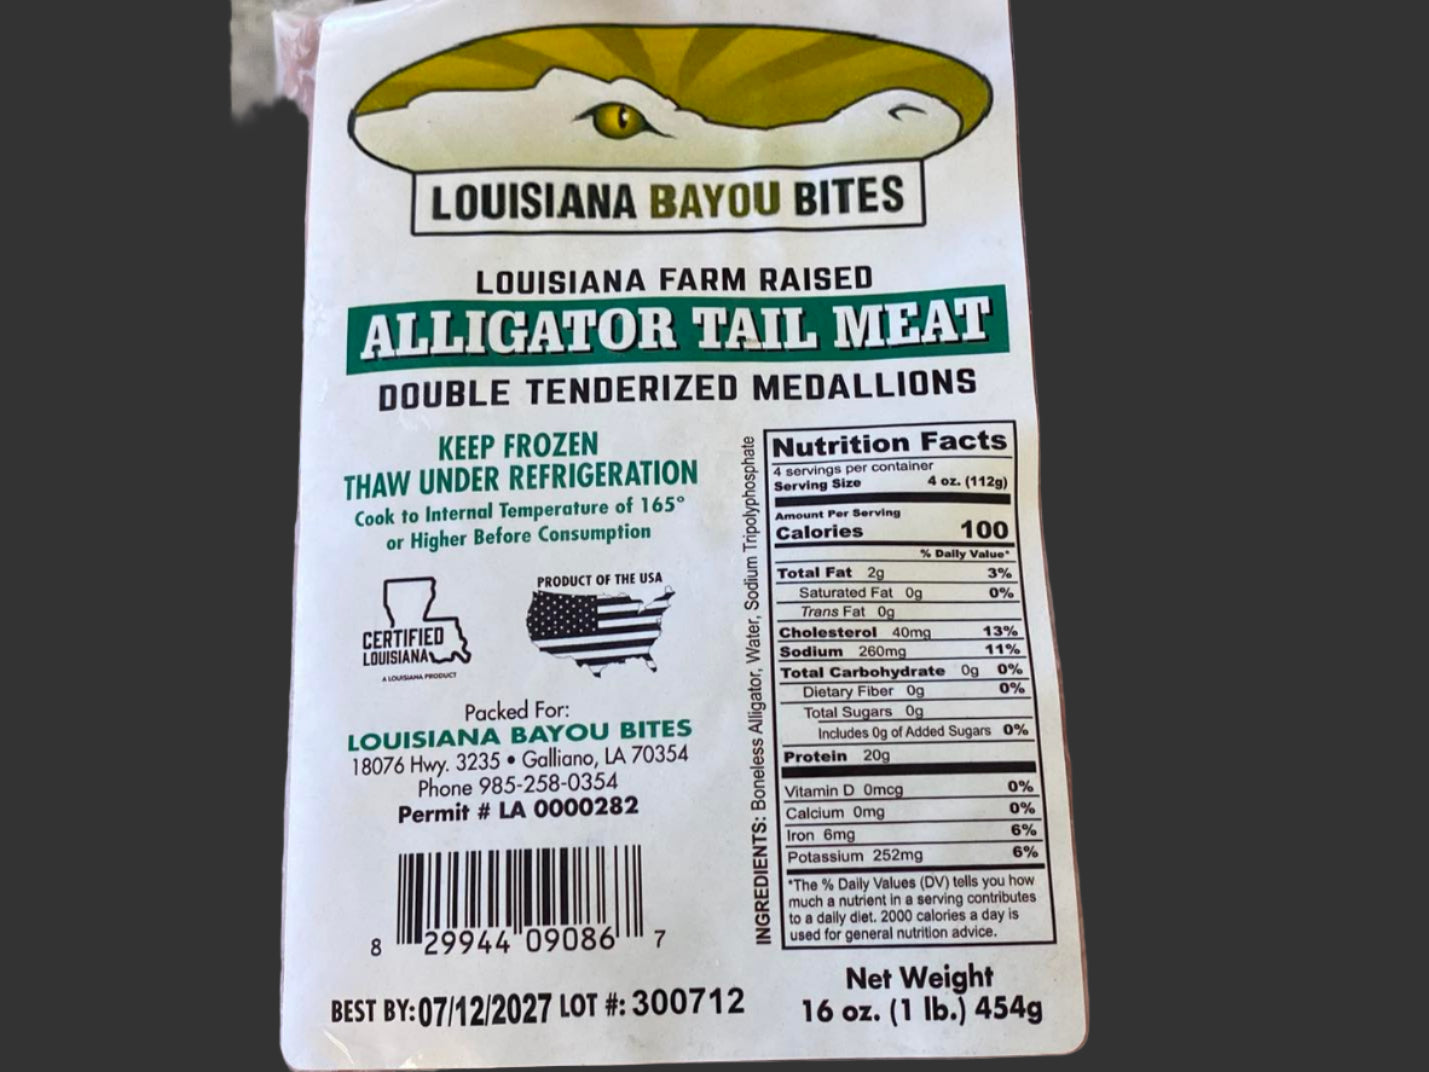 LOUISIANA BAYOU BITES
LOUISIANA FARM RAISED
ALLIGATOR TAIL MEAT
DOUBLE TENDERIZED MEDALLIONS
KEEP FROZEN
THAW UNDER REFRIGERATION
Cook to Internal Temperature of 165°
or Higher Before Consumption
CERTIFIED
LOUISIANA
A LOUISIANA PRODUCT
PRODUCT OF THE USA
Packed For:
LOUISIANA BAYOU BITES
18076 Hwy. 3235 • Galliano, LA 70354
Phone 985-258-0354
Permit # LA 0000282
8 29944 09086 7
BEST BY: 07/12/2027 LOT #: 300712
INGREDIENTS: Boneless Alligator, Water, Sodium Tripolyphosphate
Nutrition Facts
4 servings per container
Serving Size 4 oz. (112g)
Amount Per Serving
Calories 100
% Daily Value*
Total Fat 2g 3%
Saturated Fat 0g 0%
Trans Fat 0g
Cholesterol 40mg 13%
Sodium 260mg 11%
Total Carbohydrate 0g 0%
Dietary Fiber 0g 0%
Total Sugars 0g
Includes 0g of Added Sugars 0%
Protein 20g
Vitamin D 0mcg 0%
Calcium 0mg 0%
Iron 6mg 6%
Potassium 252mg 6%
*The % Daily Values (DV) tells you how
much a nutrient in a serving contributes
to a daily diet. 2000 calories a day is
used for general nutrition advice.
Net Weight
16 oz. (1 lb.) 454g